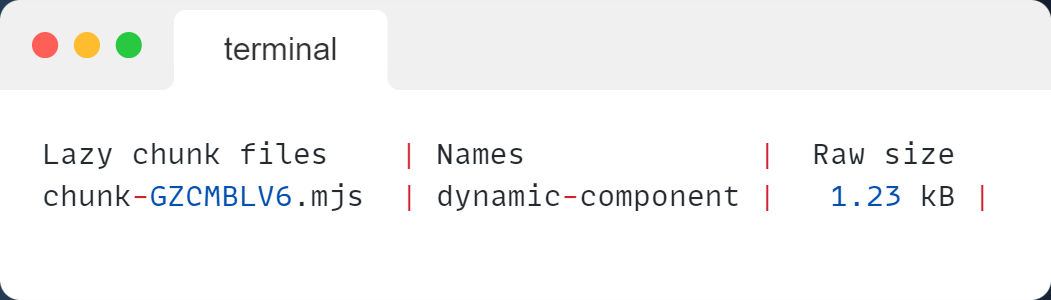 terminal
Lazy chunk files | Names | Raw size
chunk-GZCMBLV6.mjs | dynamic-component | 1.23 kB |